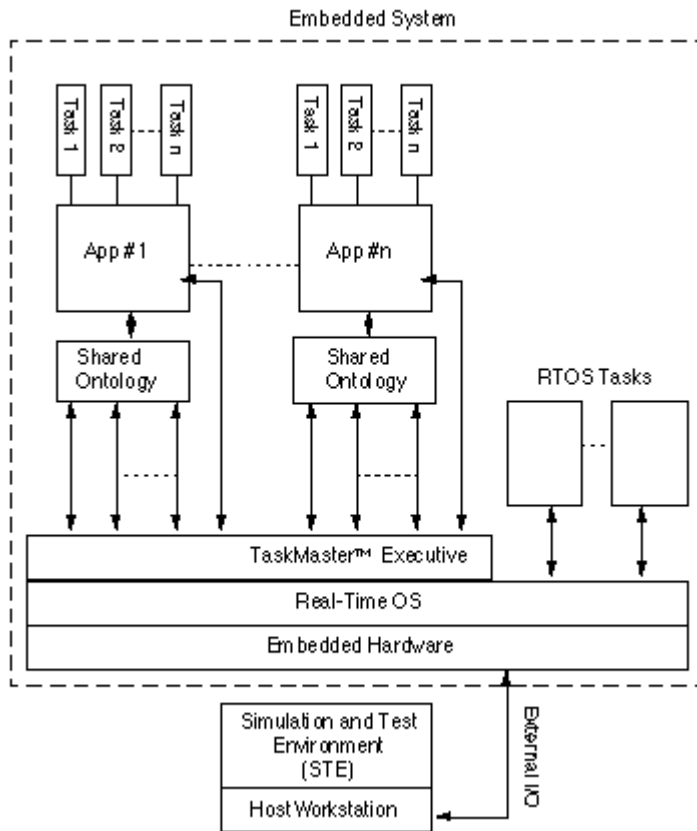 Embedded System
Task 1
Task 2
Task n
Task 1
Task 2
Task n
App #1
App #n
Shared
Ontology
Shared
Ontology
RTOS Tasks
TaskMaster™ Executive
Real-Time OS
Embedded Hardware
Simulation and Test
Environment
(STE)
Host Workstation
External I/O